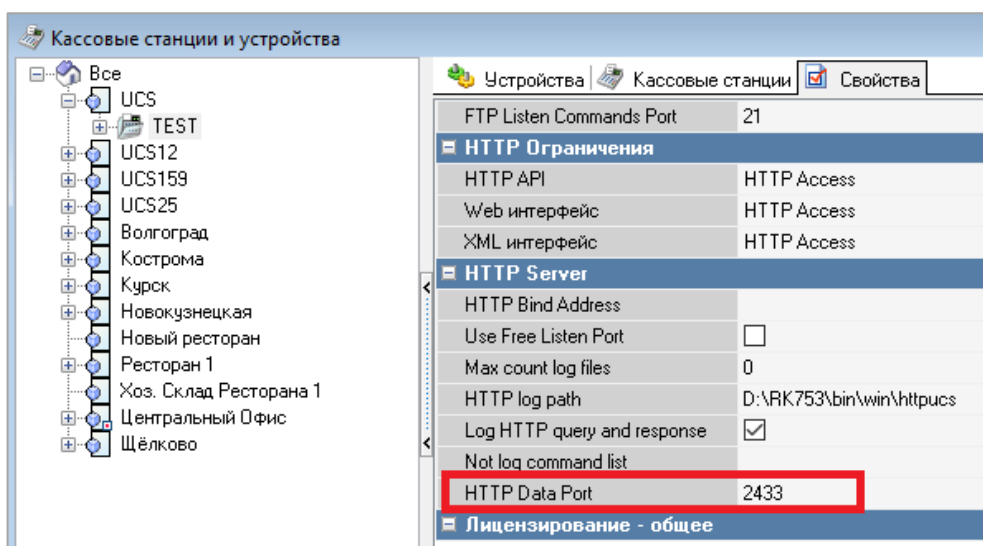 Кассовые станции и устройства
Все
UCS
TEST
UCS12
UCS159
UCS25
Волгоград
Кострома
Курск
Новокузнецкая
Новый ресторан
Ресторан 1
Хоз. Склад Ресторана 1
Центральный Офис
Щёлково
Устройства Кассовые станции Свойства
FTP Listen Commands Port 21
HTTP Ограничения
HTTP API HTTP Access
Web интерфейс HTTP Access
XML интерфейс HTTP Access
HTTP Server
HTTP Bind Address
Use Free Listen Port
Max count log files 0
HTTP log path D:\RK753\bin\win\httpucs
Log HTTP query and response
Not log command list
HTTP Data Port 2433
Лицензирование - общее